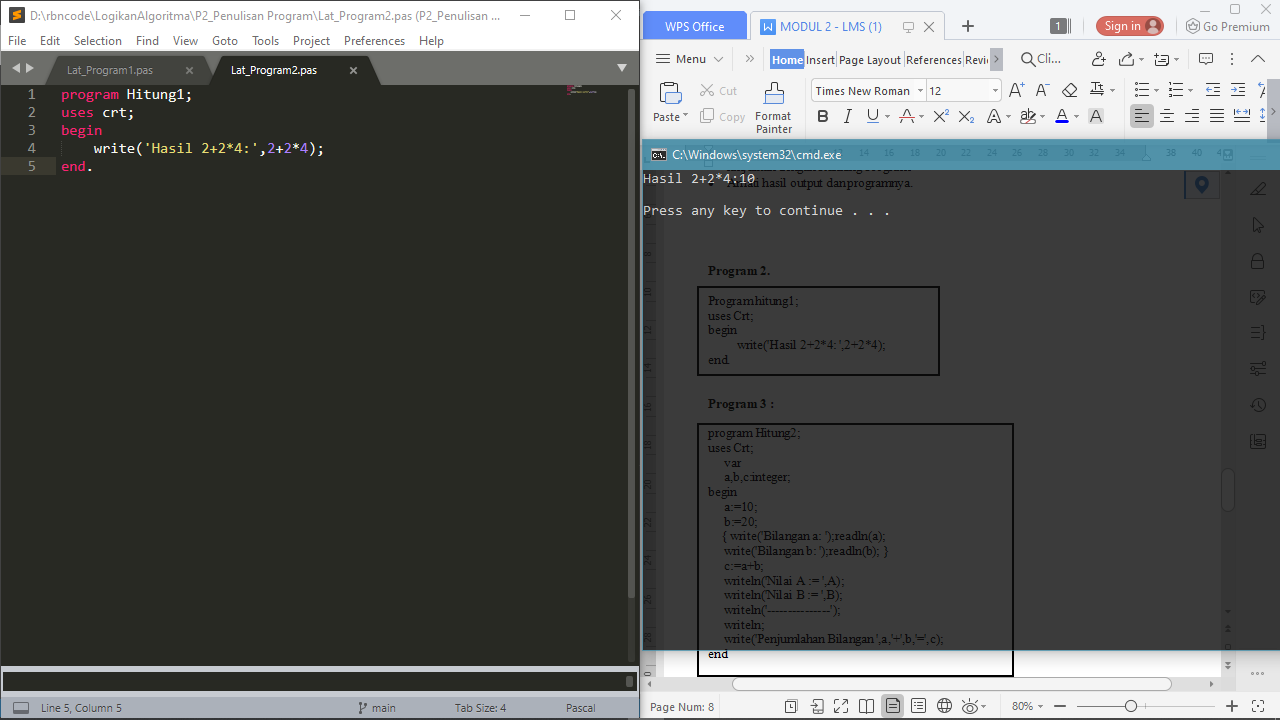 D:\rbncode\LogikanAlgoritma\P2_Penulisan Program\Lat_Program2.pas (P2_Penulisan ...
File Edit Selection Find View Goto Tools Project Preferences Help
Lat_Program1.pas
Lat_Program2.pas
1 program Hitung1;
2 uses crt;
3 begin
4 write('Hasil 2+2*4:',2+2*4);
5 end.
Line 5, Column 5
main
Tab Size: 4
Pascal
WPS Office
MODUL 2 - LMS (1)
1
Sign in
Go Premium
Menu
Home Insert Page Layout References
Cli...
Cut
Paste
Copy
Format
Painter
Times New Roman
12
C:\Windows\system32\cmd.exe
Hasil 2+2*4:10
Amati hasil output dan programnya.
Press any key to continue . . .
Program 2.
Program hitung1;
uses Crt;
begin
write('Hasil 2+2*4: ',2+2*4);
end.
Program 3 :
program Hitung2;
uses Crt;
var
a,b,c:integer;
begin
a:=10;
b:=20;
{ write('Bilangan a: ');readln(a);
write('Bilangan b: ');readln(b); }
c:=a+b;
writeln('Nilai A := ',A);
writeln('Nilai B := ',B);
writeln('---------------');
writeln;
write('Penjumlahan Bilangan ',a,'+',b,'=',c);
end
Page Num: 8
80%